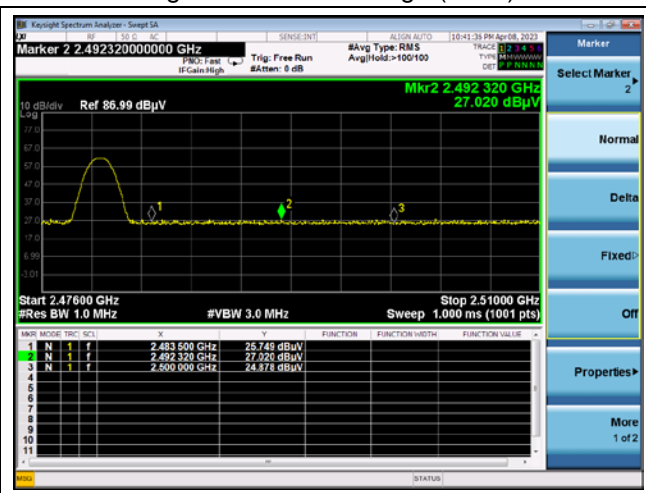 Keysight Spectrum Analyzer - Swept SA
RF 50 Ω AC SENSE:INT ALIGN AUTO 10:41:35 PM Apr 08, 2023
Marker 2 2.492320000000 GHz
PNO: Fast
IFGain:High
Trig: Free Run
#Atten: 0 dB
#Avg Type: RMS
Avg|Hold:>100/100
TRACE 1 2 3 4 5 6
TYPE MWWWWW
DET P P N N N N
Marker
Select Marker
2
Normal
Delta
Fixed
Off
Properties
More
1 of 2
Mkr2 2.492 320 GHz
27.020 dBµV
10 dB/div Ref 86.99 dBµV
Log
77.0
67.0
57.0
47.0
37.0
27.0
17.0
6.99
-3.01
1
2
3
Start 2.47600 GHz Stop 2.51000 GHz
#Res BW 1.0 MHz #VBW 3.0 MHz Sweep 1.000 ms (1001 pts)
MKR MODE TRC SCL X Y FUNCTION FUNCTION WIDTH FUNCTION VALUE
1 N 1 f 2.483 500 GHz 25.749 dBµV
2 N 1 f 2.492 320 GHz 27.020 dBµV
3 N 1 f 2.500 000 GHz 24.878 dBµV
4
5
6
7
8
9
10
11
MSG STATUS